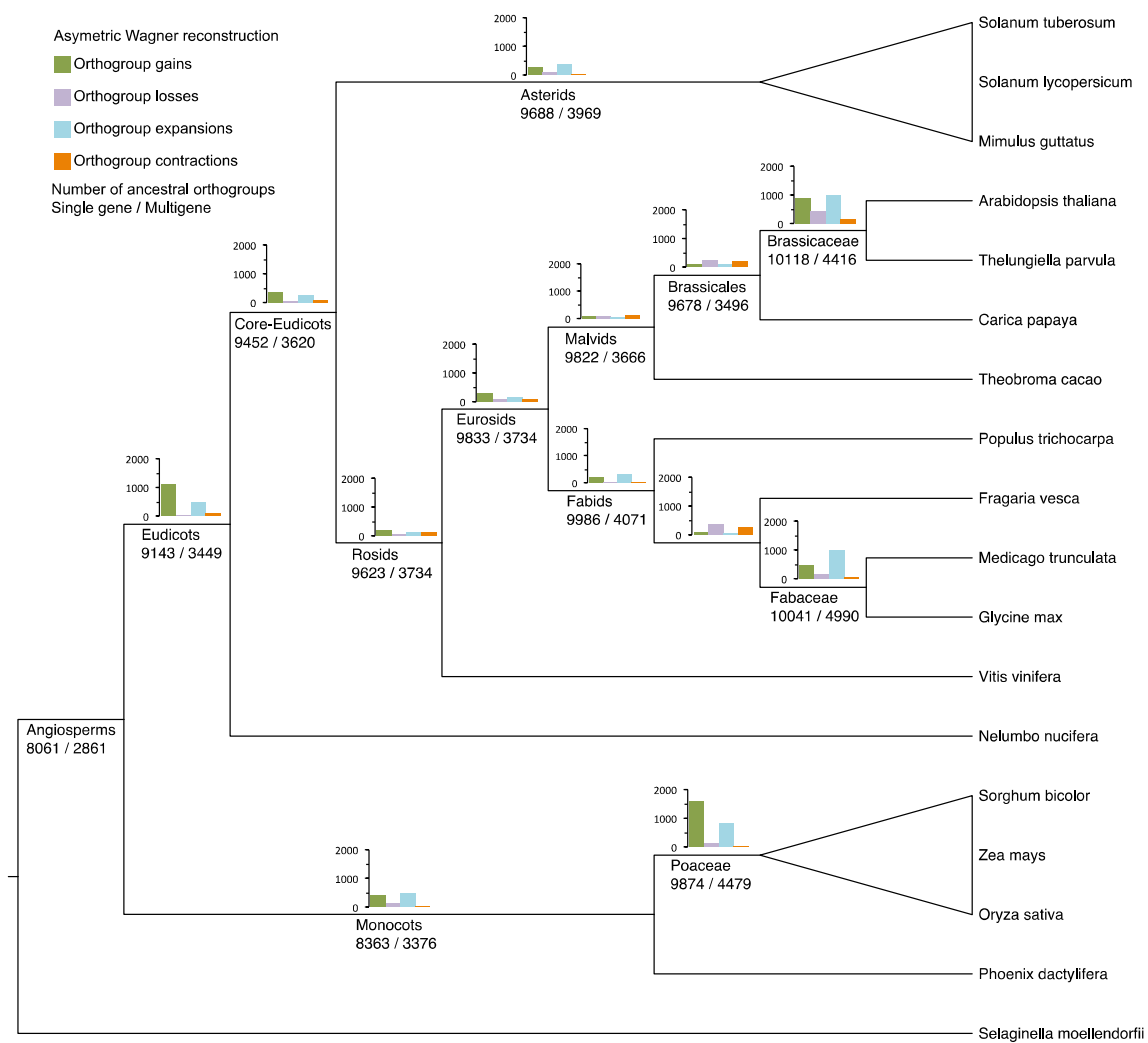 Asymetric Wagner reconstruction
Orthogroup gains
Orthogroup losses
Orthogroup expansions
Orthogroup contractions
Number of ancestral orthogroups
Single gene / Multigene
2000
1000
0
Asterids
9688 / 3969
Solanum tuberosum
Solanum lycopersicum
Mimulus guttatus
2000
1000
0
Brassicaceae
10118 / 4416
Arabidopsis thaliana
Thelungiella parvula
2000
1000
0
Brassicales
9678 / 3496
Carica papaya
2000
1000
0
Core-Eudicots
9452 / 3620
2000
1000
0
Malvids
9822 / 3666
Theobroma cacao
2000
1000
0
Eurosids
9833 / 3734
2000
1000
0
Fabids
9986 / 4071
Populus trichocarpa
2000
1000
0
Fragaria vesca
2000
1000
0
Eudicots
9143 / 3449
2000
1000
0
Rosids
9623 / 3734
2000
1000
0
Fabaceae
10041 / 4990
Medicago trunculata
Glycine max
Vitis vinifera
Angiosperms
8061 / 2861
Nelumbo nucifera
2000
1000
0
Poaceae
9874 / 4479
Sorghum bicolor
Zea mays
Oryza sativa
2000
1000
0
Monocots
8363 / 3376
Phoenix dactylifera
Selaginella moellendorfii